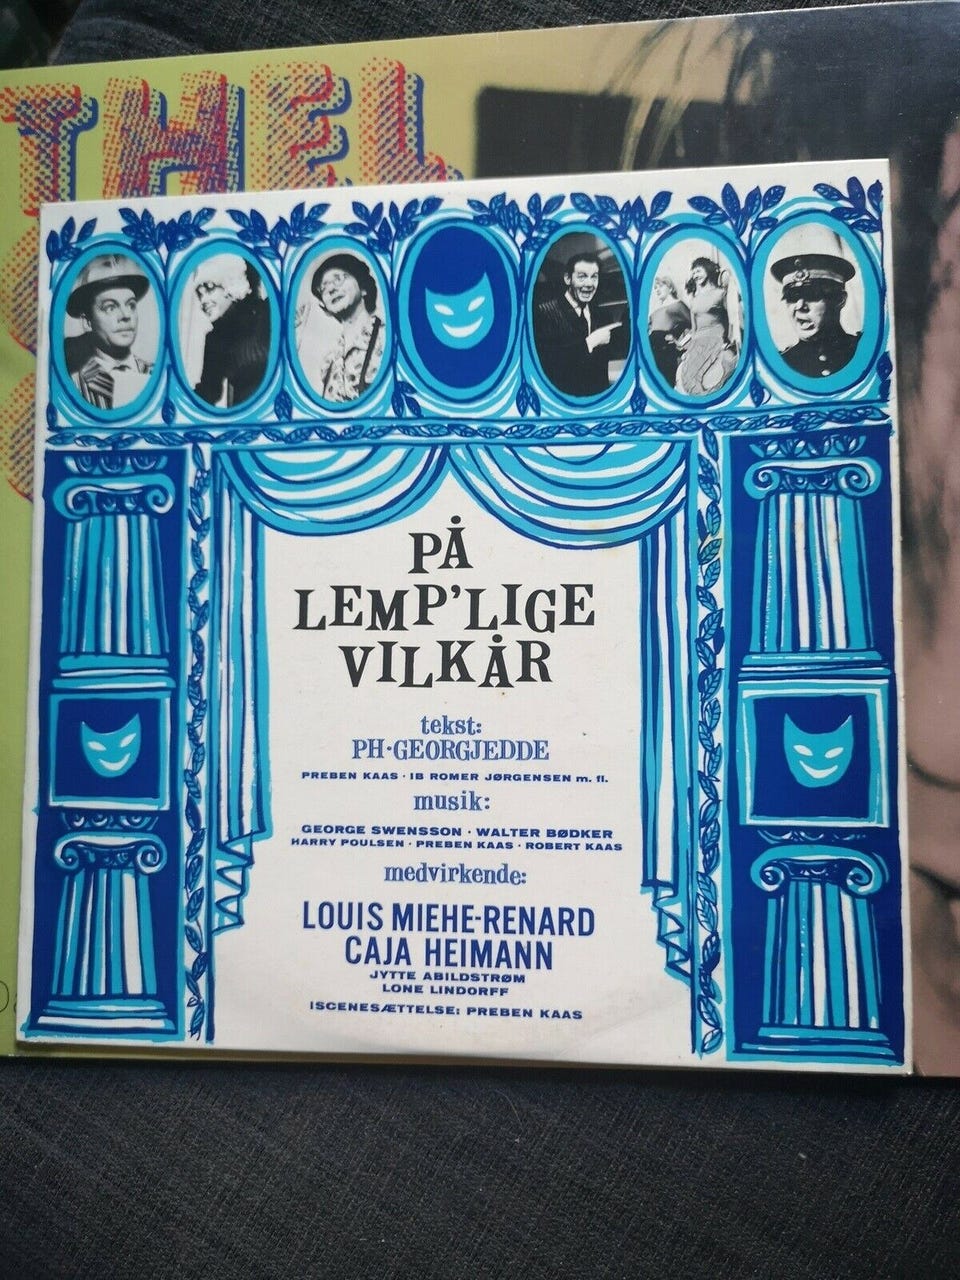 THEL
PÅ
LEMP'LIGE
VILKÅR
tekst:
PH·GEORGJEDDE
PREBEN KAAS · IB ROMER JØRGENSEN m. fl.
musik:
GEORGE SWENSSON · WALTER BØDKER
HARRY POULSEN · PREBEN KAAS · ROBERT KAAS
medvirkende:
LOUIS MIEHE-RENARD
CAJA HEIMANN
JYTTE ABILDSTRØM
LONE LINDORFF
ISCENESÆTTELSE: PREBEN KAAS